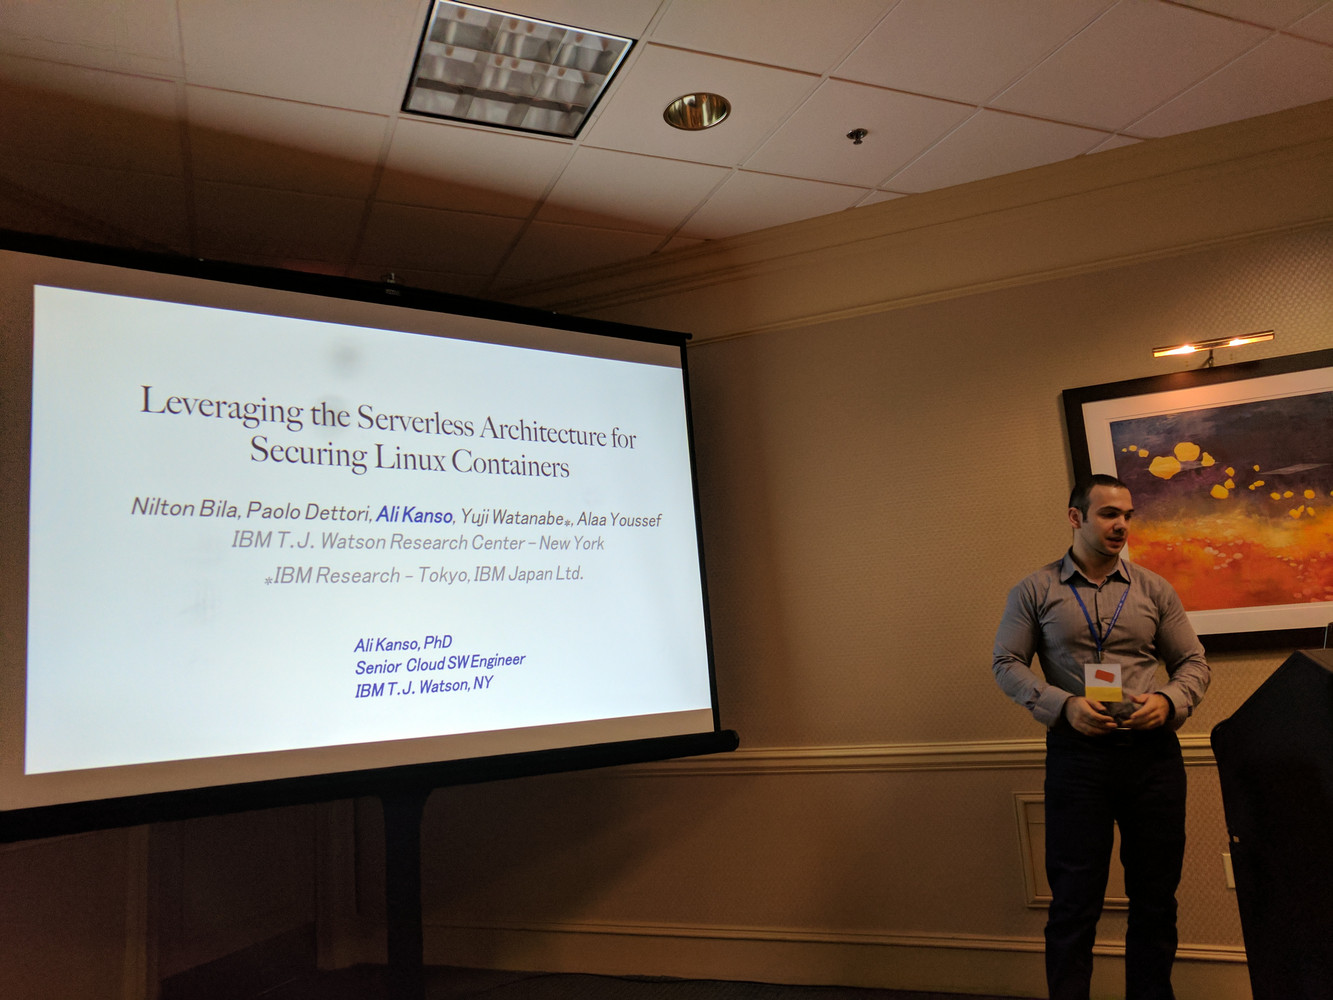 Leveraging the Serverless Architecture for
Securing Linux Containers
Nilton Bila, Paolo Dettori, Ali Kanso, Yuji Watanabe*, Alaa Youssef
IBM T.J. Watson Research Center – New York
*IBM Research – Tokyo, IBM Japan Ltd.
Ali Kanso, PhD
Senior Cloud SW Engineer
IBM T.J. Watson, NY